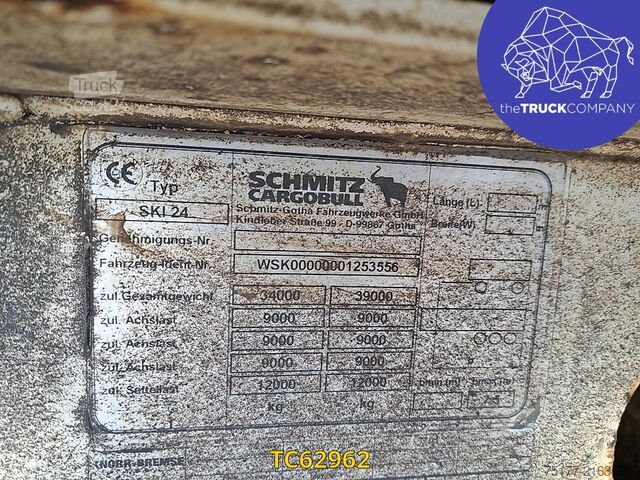 Truck
theTRUCKCOMPANY
CE Typ
SCHMITZ
CARGOBULL
Länge (L)
SKI 24
Schmitz-Gotha Fahrzeugwerke GmbH
Kindleber Straße 99 - D-99867 Gotha
Breite(W)
Genehmigungs-Nr.
Fahrzeug-Ident-Nr. WSK00000001253556
zul. Gesamtgewicht 34000 39000
zul. Achslast 9000 9000
zul. Achslast 9000 9000
zul. Achslast 9000 9000
zul. Sattellast 12000 12000
kg kg
KNORR-BREMSE
TC62962